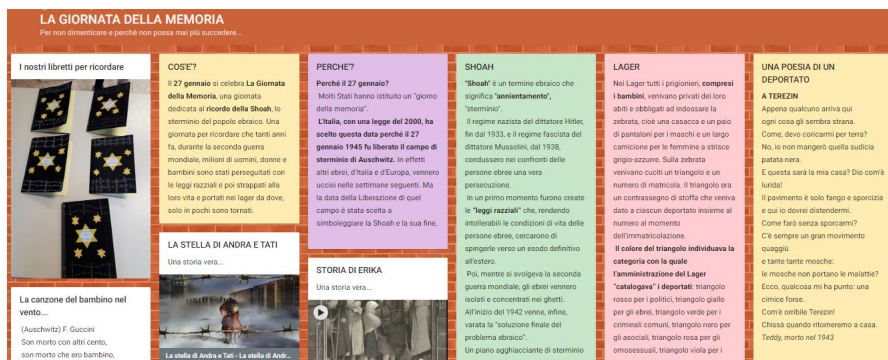 LA GIORNATA DELLA MEMORIA
Per non dimenticare e perchè non possa mai più succedere...
I nostri libretti per ricordare
La canzone del bambino nel
vento...
(Auschwitz) F. Guccini
Son morto con altri cento,
son morto che ero bambino,
COS'E'?
Il 27 gennaio si celebra La Giornata
della Memoria, una giornata
dedicata al ricordo della Shoah, lo
sterminio del popolo ebraico. Una
giornata per ricordare che tanti anni
fa, durante la seconda guerra
mondiale, milioni di uomini, donne e
bambini sono stati perseguitati con
le leggi razziali e poi strappati alla
loro vita e portati nei lager da dove,
solo in pochi sono tornati.
LA STELLA DI ANDRA E TATI
Una storia vera...
La stella di Andra e Tati - La stella di Andr...
PERCHE'?
Perché il 27 gennaio?
Molti Stati hanno istituito un "giorno
della memoria".
L'Italia, con una legge del 2000, ha
scelto questa data perché il 27
gennaio 1945 fu liberato il campo di
sterminio di Auschwitz. In effetti
altri ebrei, d'Italia e d'Europa, vennero
uccisi nelle settimane seguenti. Ma
la data della Liberazione di quel
campo è stata scelta a
simboleggiare la Shoah e la sua fine.
STORIA DI ERIKA
Una storia vera...
SHOAH
"Shoah" è un termine ebraico che
significa "annientamento",
"sterminio".
Il regime nazista del dittatore Hitler,
fin dal 1933, e il regime fascista del
dittatore Mussolini, dal 1938,
condussero nei confronti delle
persone ebree una vera
persecuzione.
In un primo momento furono create
le "leggi razziali" che, rendendo
intollerabili le condizioni di vita delle
persone ebree, cercarono di
spingerle verso un esodo definitivo
all'estero.
Poi, mentre si svolgeva la seconda
guerra mondiale, gli ebrei vennero
isolati e concentrati nei ghetti.
All'inizio del 1942 venne, infine,
varata la "soluzione finale del
problema ebraico".
Un piano agghiacciante di sterminio
LAGER
Nei Lager tutti i prigionieri, compresi
i bambini, venivano privati dei loro
abiti e obbligati ad indossare la
zebrata, cioè una casacca e un paio
di pantaloni per i maschi e un largo
camicione per le femmine a strisce
grigio-azzurre. Sulla zebrata
venivano cuciti un triangolo e un
numero di matricola. Il triangolo era
un contrassegno di stoffa che veniva
dato a ciascun deportato insieme al
numero al momento
dell'immatricolazione.
Il colore del triangolo individuava la
categoria con la quale
l'amministrazione del Lager
"catalogava" i deportati: triangolo
rosso per i politici, triangolo giallo
per gli ebrei, triangolo verde per i
criminali comuni, triangolo nero per
gli asociali, triangolo rosa per gli
omosessuali, triangolo viola per i
UNA POESIA DI UN
DEPORTATO
A TEREZIN
Appena qualcuno arriva qui
ogni cosa gli sembra strana.
Come, devo coricarmi per terra?
No, io non mangerò quella sudicia
patata nera.
E questa sarà la mia casa? Dio com'è
lurida!
Il pavimento è solo fango e sporcizia
e qui io dovrei distendermi.
Come farò senza sporcarmi?
C'è sempre un gran movimento
quaggiù
e tante tante mosche:
le mosche non portano le malattie?
Ecco, qualcosa mi ha punto: una
cimice forse.
Com'è orribile Terezin!
Chissà quando ritorneremo a casa.
Teddy, morto nel 1943